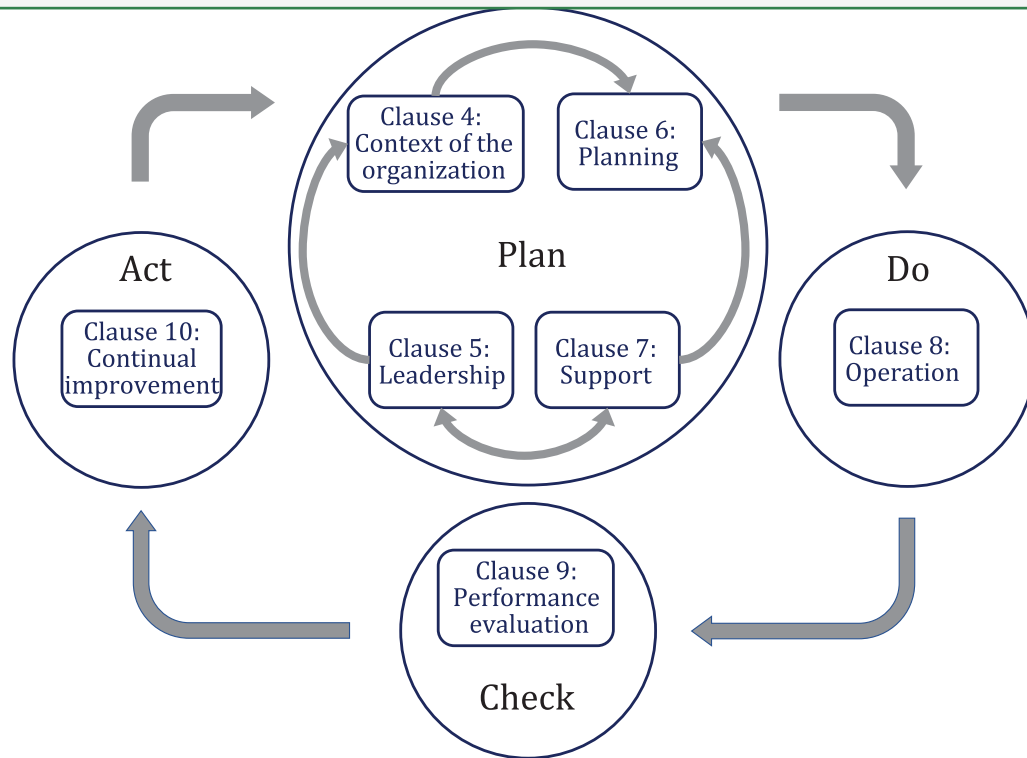 Clause 4:
Context of the
organization
Clause 6:
Planning
Plan
Clause 5:
Leadership
Clause 7:
Support
Act
Clause 10:
Continual
improvement
Do
Clause 8:
Operation
Clause 9:
Performance
evaluation
Check